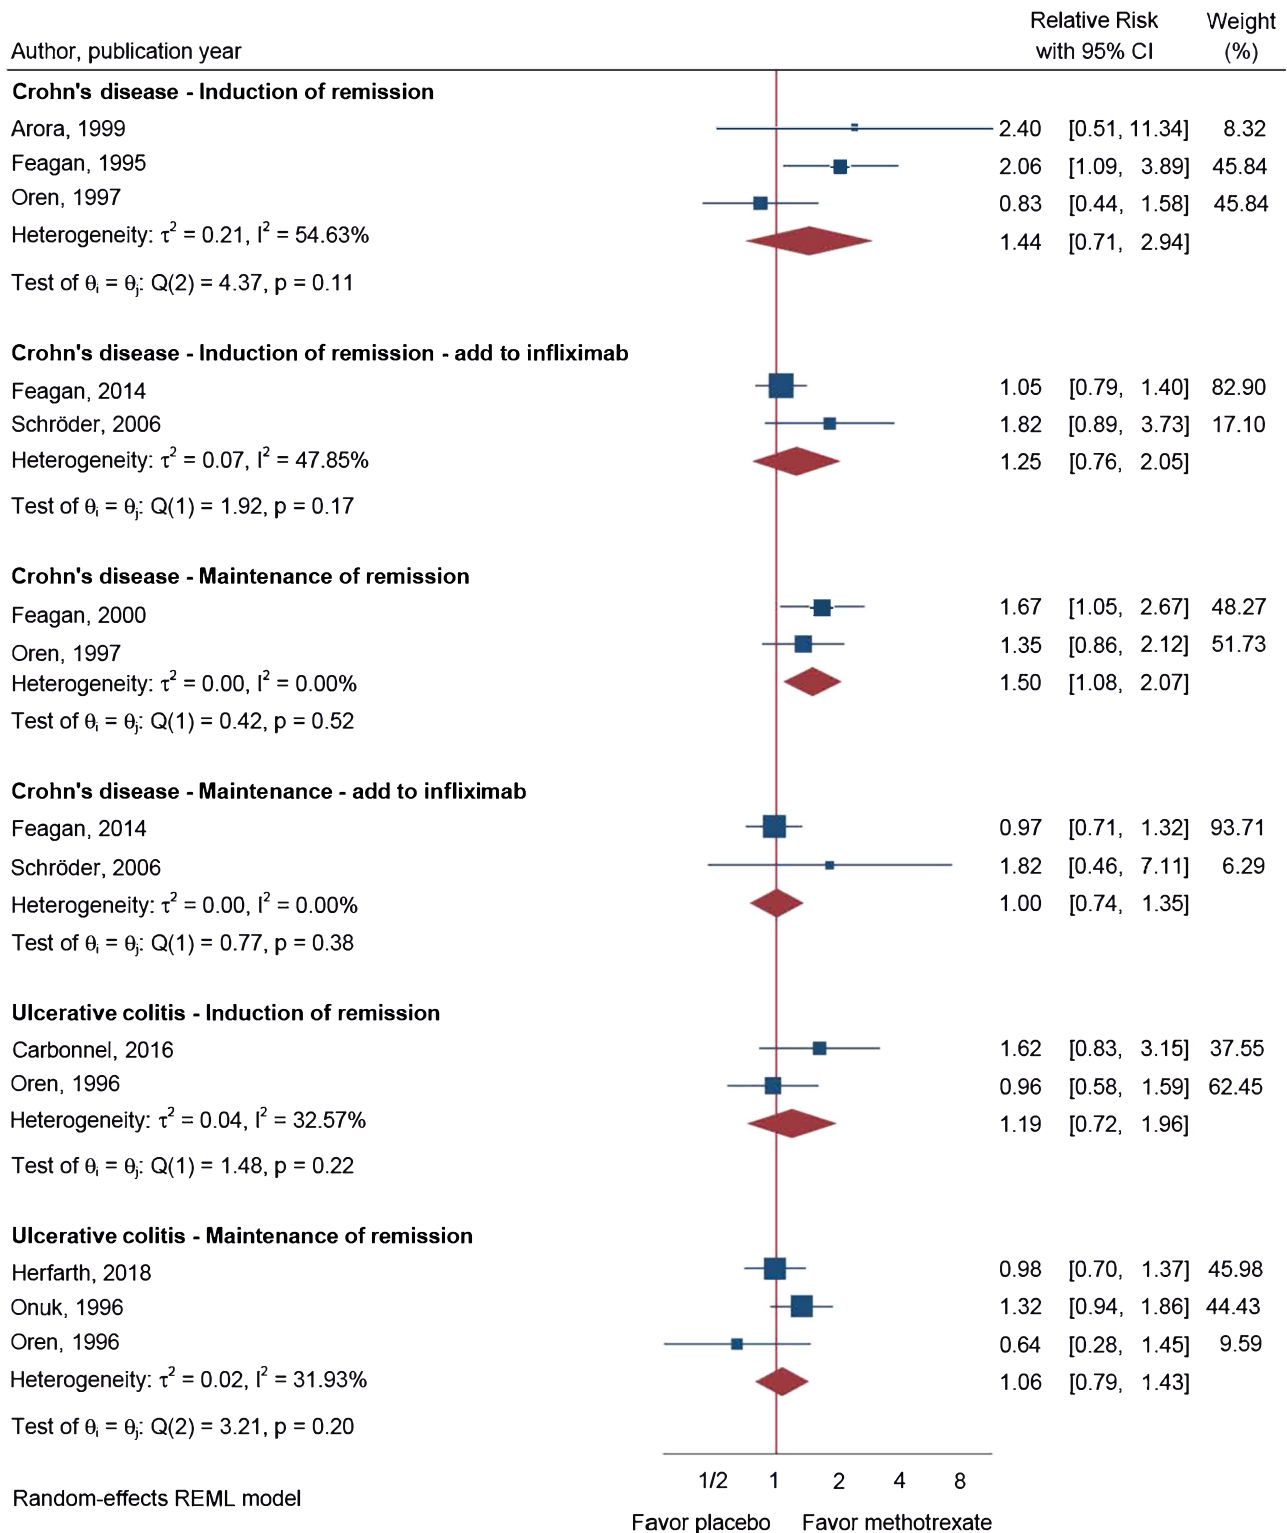 Relative Risk Weight
Author, publication year with 95% CI (%)
Crohn's disease - Induction of remission
Arora, 1999 2.40 [0.51, 11.34] 8.32
Feagan, 1995 2.06 [1.09, 3.89] 45.84
Oren, 1997 0.83 [0.44, 1.58] 45.84
Heterogeneity: τ² = 0.21, I² = 54.63% 1.44 [0.71, 2.94]
Test of θᵢ = θⱼ: Q(2) = 4.37, p = 0.11
Crohn's disease - Induction of remission - add to infliximab
Feagan, 2014 1.05 [0.79, 1.40] 82.90
Schröder, 2006 1.82 [0.89, 3.73] 17.10
Heterogeneity: τ² = 0.07, I² = 47.85% 1.25 [0.76, 2.05]
Test of θᵢ = θⱼ: Q(1) = 1.92, p = 0.17
Crohn's disease - Maintenance of remission
Feagan, 2000 1.67 [1.05, 2.67] 48.27
Oren, 1997 1.35 [0.86, 2.12] 51.73
Heterogeneity: τ² = 0.00, I² = 0.00% 1.50 [1.08, 2.07]
Test of θᵢ = θⱼ: Q(1) = 0.42, p = 0.52
Crohn's disease - Maintenance - add to infliximab
Feagan, 2014 0.97 [0.71, 1.32] 93.71
Schröder, 2006 1.82 [0.46, 7.11] 6.29
Heterogeneity: τ² = 0.00, I² = 0.00% 1.00 [0.74, 1.35]
Test of θᵢ = θⱼ: Q(1) = 0.77, p = 0.38
Ulcerative colitis - Induction of remission
Carbonnel, 2016 1.62 [0.83, 3.15] 37.55
Oren, 1996 0.96 [0.58, 1.59] 62.45
Heterogeneity: τ² = 0.04, I² = 32.57% 1.19 [0.72, 1.96]
Test of θᵢ = θⱼ: Q(1) = 1.48, p = 0.22
Ulcerative colitis - Maintenance of remission
Herfarth, 2018 0.98 [0.70, 1.37] 45.98
Onuk, 1996 1.32 [0.94, 1.86] 44.43
Oren, 1996 0.64 [0.28, 1.45] 9.59
Heterogeneity: τ² = 0.02, I² = 31.93% 1.06 [0.79, 1.43]
Test of θᵢ = θⱼ: Q(2) = 3.21, p = 0.20
1/2 1 2 4 8
Random-effects REML model
Favor placebo Favor methotrexate